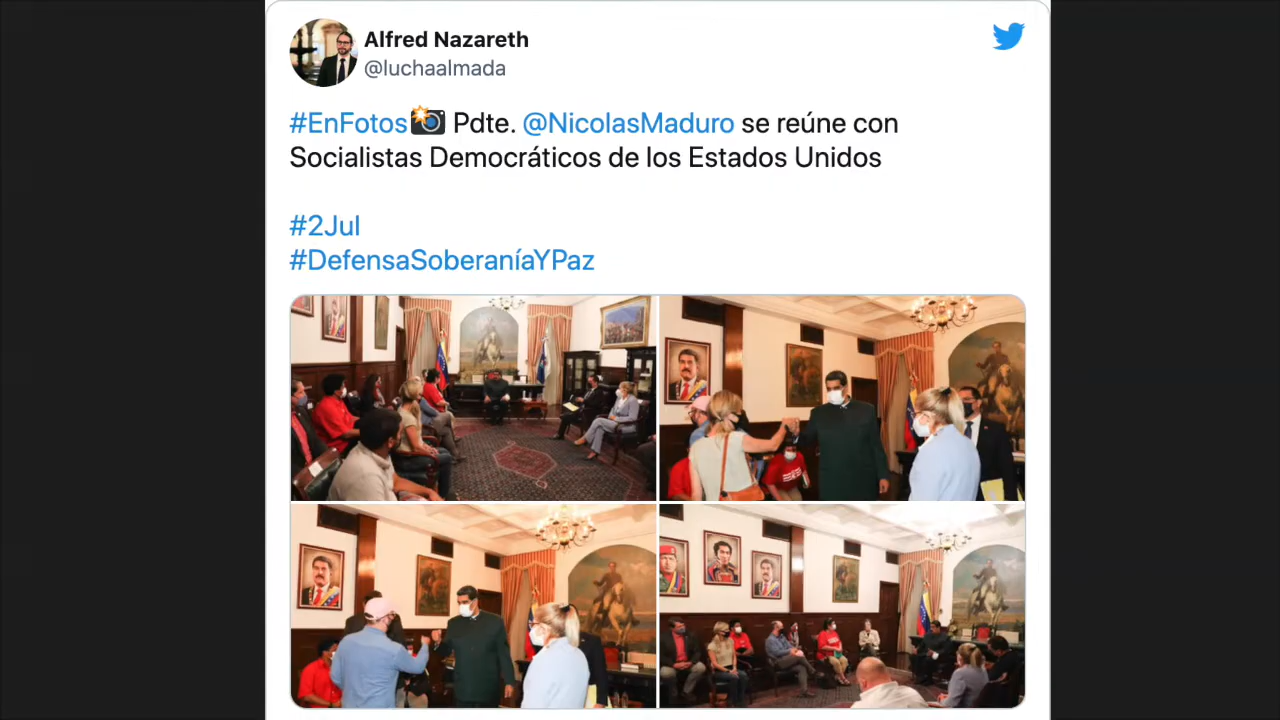 Alfred Nazareth
@luchaalmada
#EnFotos📸 Pdte. @NicolasMaduro se reúne con
Socialistas Democráticos de los Estados Unidos
#2Jul
#DefensaSoberaníaYPaz